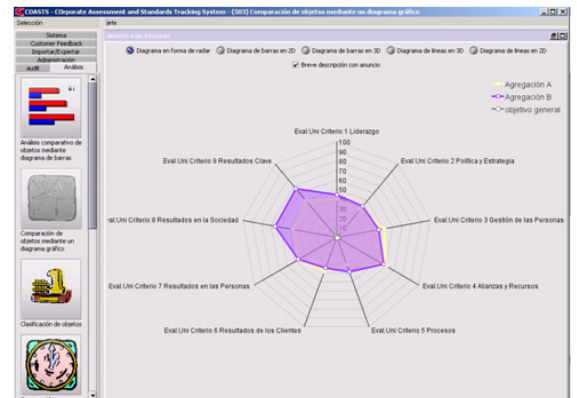 COASTS - COrporate Assessment and Standards Tracking System - (503) Comparación de objetos mediante un diagrama gráfico
Selección
jefe
Sistema
Customer Feedback
Importar/Exportar
Administración
audit
Análisis
Diagrama en forma de radar
Diagrama de barras en 2D
Diagrama de barras en 3D
Diagrama de líneas en 3D
Diagrama de líneas en 2D
Breve descripción con anuncio
Agregación A
Agregación B
objetivo general
Análisis comparativo de
objetos mediante
diagrama de barras
Comparación de
objetos mediante un
diagrama gráfico
Clasificación de objetos
Eval.Uni Criterio 1 Liderazgo
Eval.Uni Criterio 2 Política y Estrategia
Eval.Uni Criterio 3 Gestión de las Personas
Eval.Uni Criterio 4 Alianzas y Recursos
Eval.Uni Criterio 5 Procesos
Eval.Uni Criterio 6 Resultados de los Clientes
Eval.Uni Criterio 7 Resultados en las Personas
val.Uni Criterio 8 Resultados en la Sociedad
Eval.Uni Criterio 9 Resultados Clave
100
90
80
70
60
50
40
30
20
10